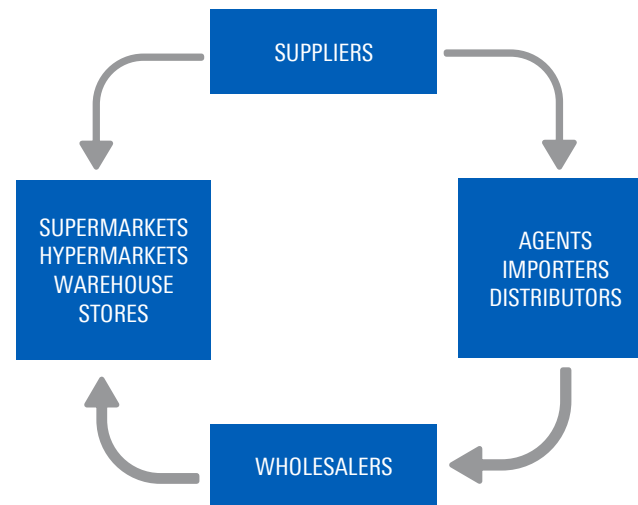 SUPPLIERS
SUPERMARKETS
HYPERMARKETS
WAREHOUSE
STORES
AGENTS
IMPORTERS
DISTRIBUTORS
WHOLESALERS